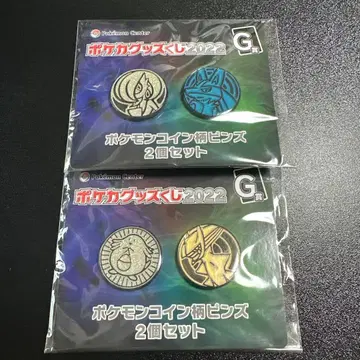 Pokémon Center
ポケカグッズくじ2022
G賞
ポケモンコイン柄ピンズ
2個セット
Pokémon Center
ポケカグッズくじ2022
G賞
ポケモンコイン柄ピンズ
2個セット